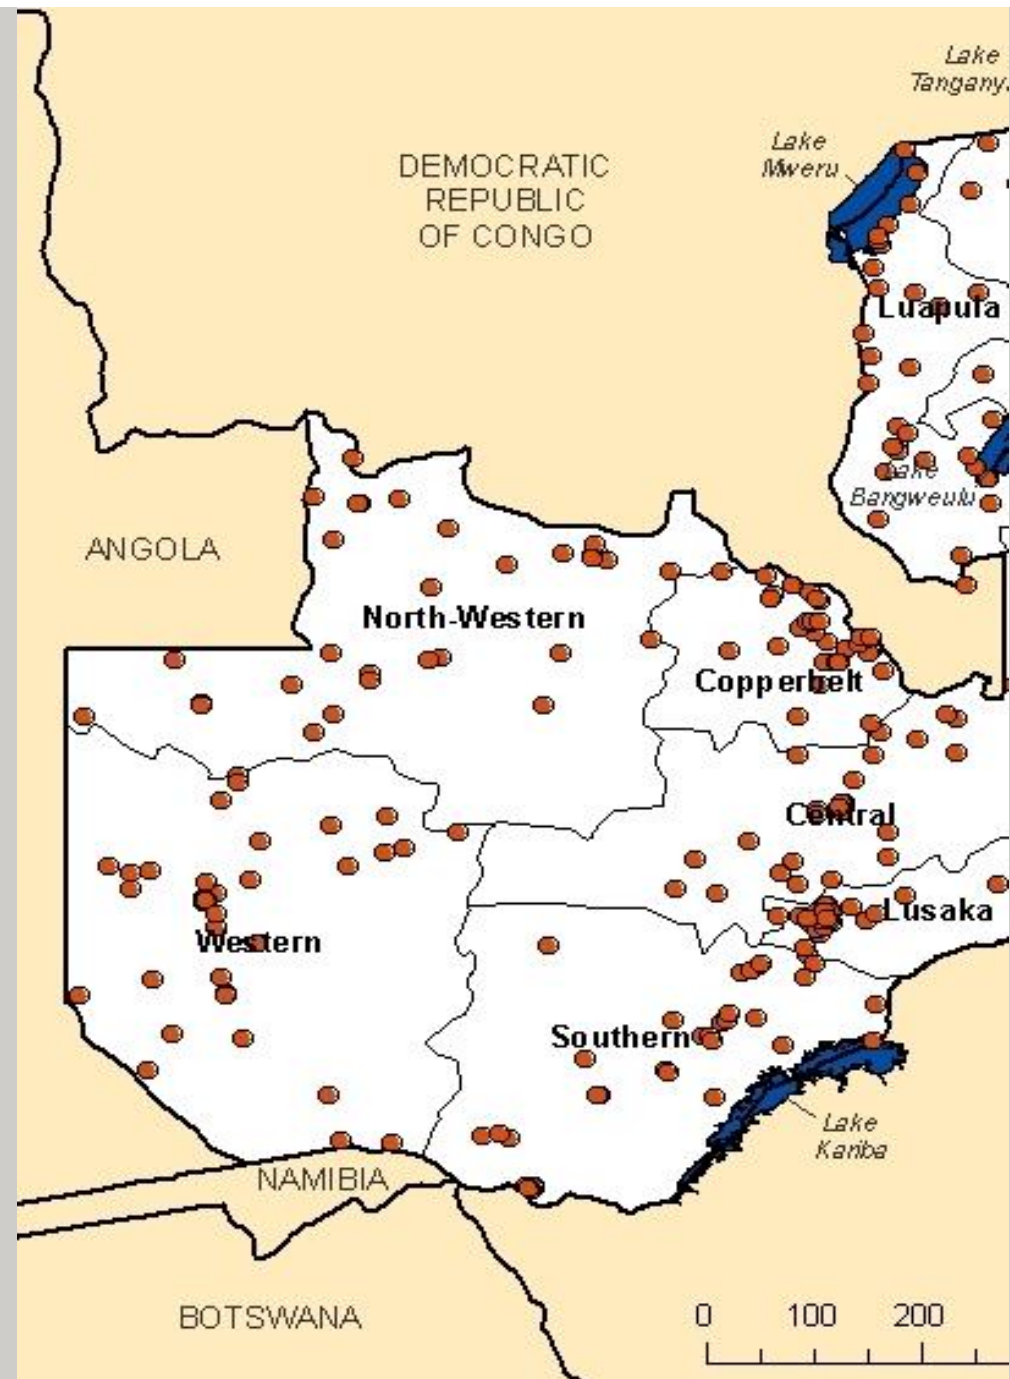 Lake
Tangany
Lake
Mweru
DEMOCRATIC
REPUBLIC
OF CONGO
Luapula
Lake
Bangweulu
ANGOLA
North-Western
Copperbelt
Central
Lusaka
Western
Southern
Lake
Kariba
NAMIBIA
BOTSWANA
0 100 200